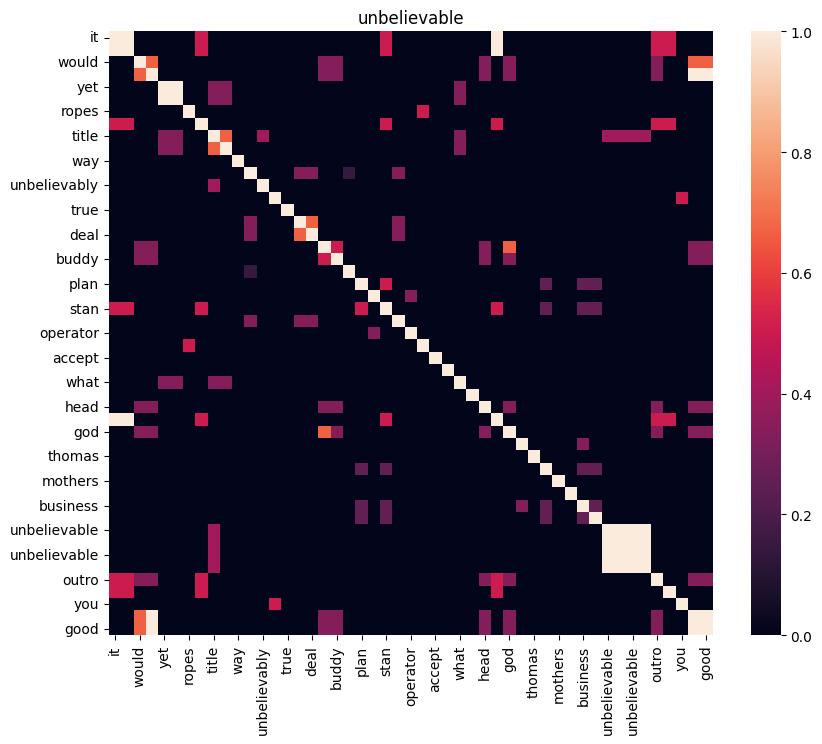 unbelievable
it
would
yet
ropes
title
way
unbelievably
true
deal
buddy
plan
stan
operator
accept
what
head
god
thomas
mothers
business
unbelievable
unbelievable
outro
you
good
1.0
0.8
0.6
0.4
0.2
0.0
it
would
yet
ropes
title
way
unbelievably
true
deal
buddy
plan
stan
operator
accept
what
head
god
thomas
mothers
business
unbelievable
unbelievable
outro
you
good